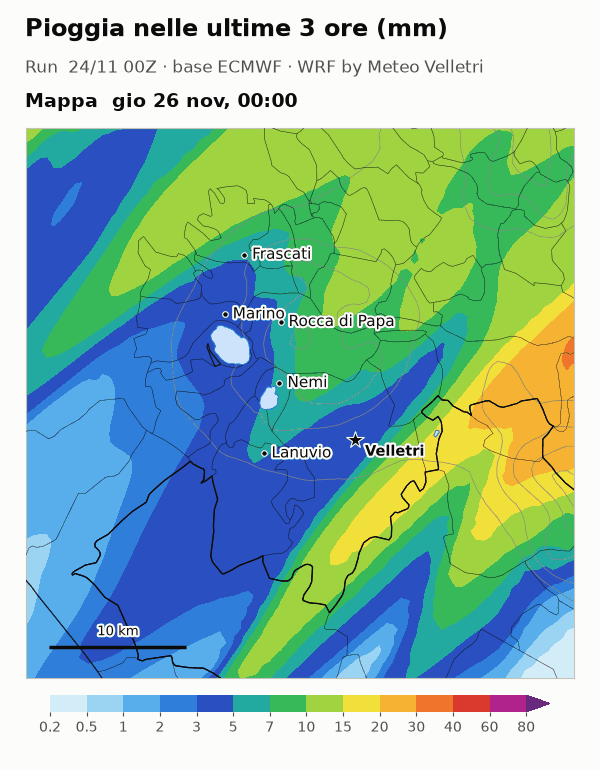 Pioggia nelle ultime 3 ore (mm)
Run  24/11 00Z · base ECMWF · WRF by Meteo Velletri
Mappa  gio 26 nov, 00:00
Frascati
Marino
Rocca di Papa
Nemi
Lanuvio
Velletri
10 km
0.2 0.5 1 2 3 5 7 10 15 20 30 40 60 80